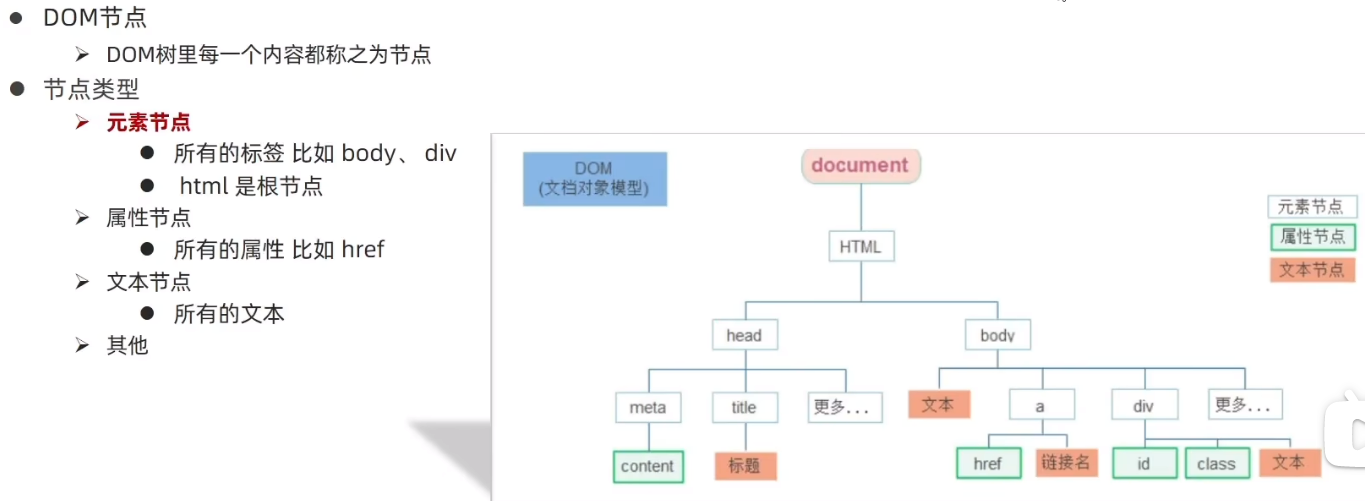 DOM节点
DOM树里每一个内容都称之为节点
节点类型
元素节点
所有的标签 比如 body、 div
html 是根节点
属性节点
所有的属性 比如 href
文本节点
所有的文本
其他
DOM
(文档对象模型)
document
元素节点
属性节点
文本节点
HTML
head
body
meta
title
更多...
文本
a
div
更多...
content
标题
href
链接名
id
class
文本